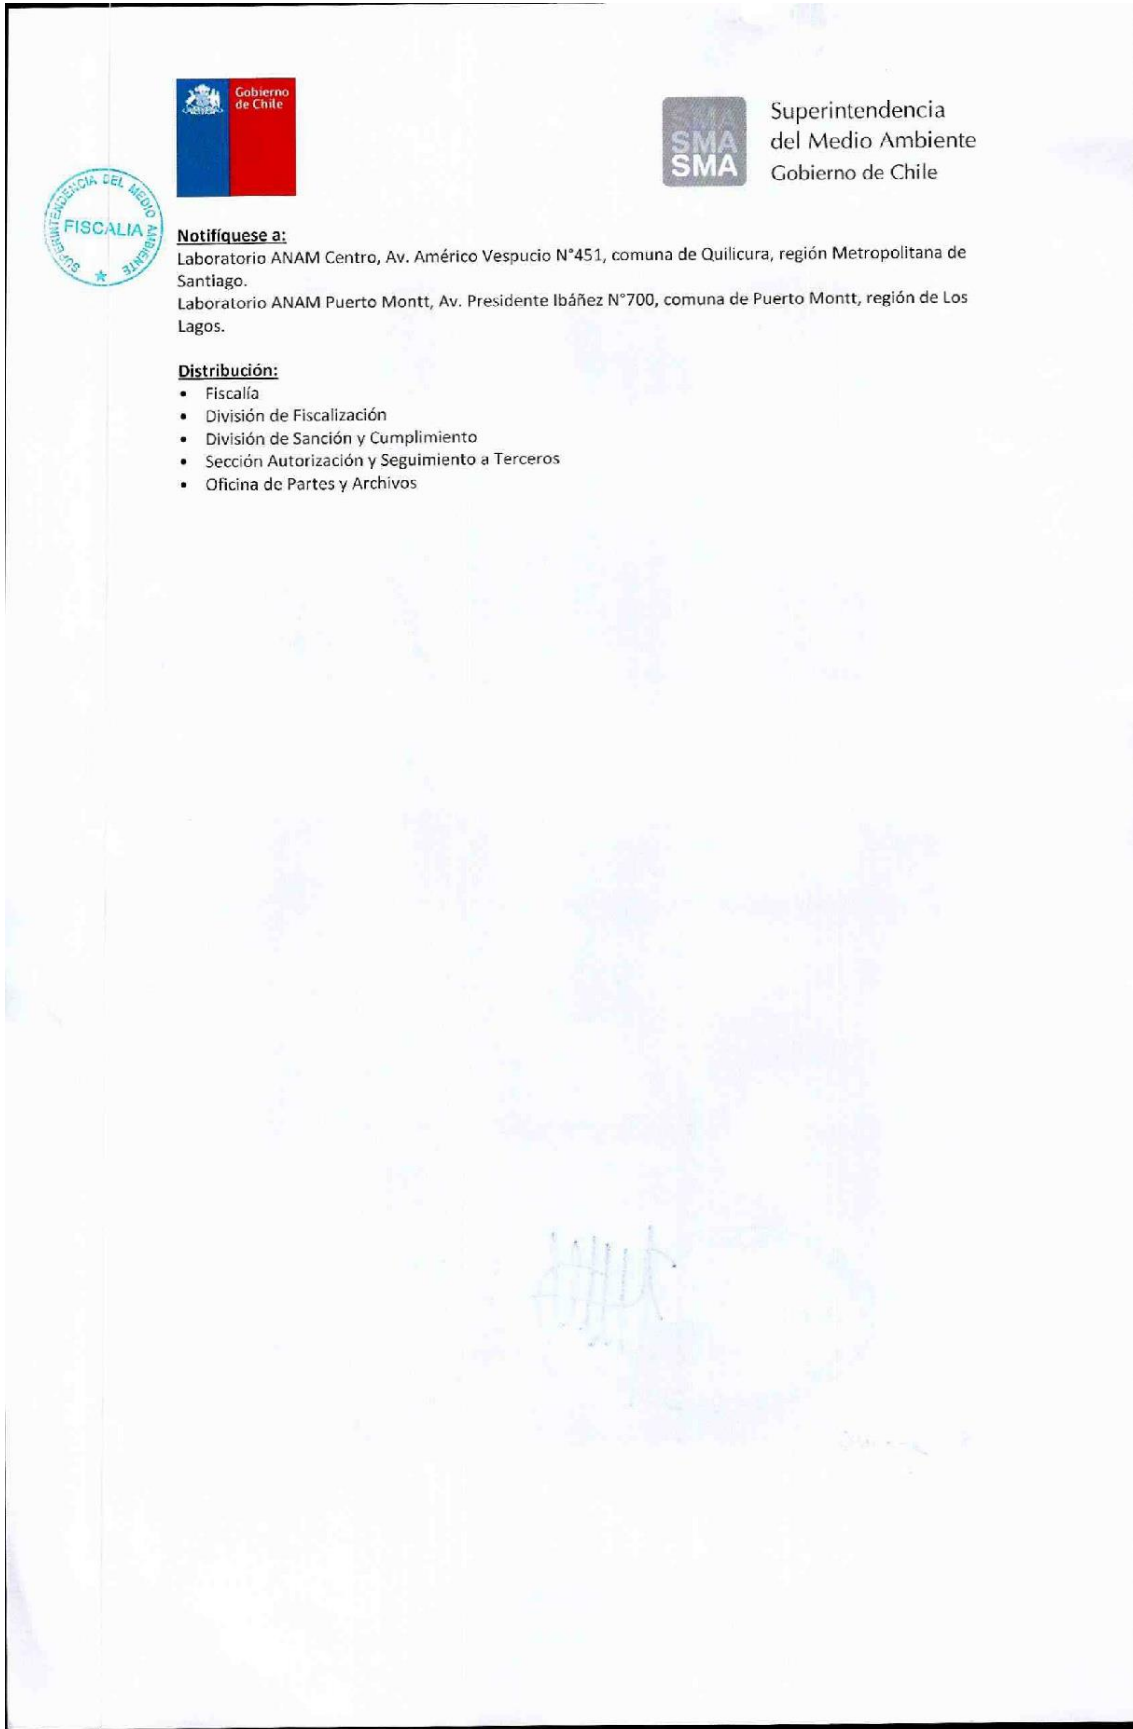 Gobierno
de Chile
SMA
SMA
SMA
Superintendencia
del Medio Ambiente
Gobierno de Chile
SUPERINTENDENCIA DEL MEDIO AMBIENTE
FISCALIA
Notifíquese a:
Laboratorio ANAM Centro, Av. Américo Vespucio N°451, comuna de Quilicura, región Metropolitana de
Santiago.
Laboratorio ANAM Puerto Montt, Av. Presidente Ibáñez N°700, comuna de Puerto Montt, región de Los
Lagos.
Distribución:
• Fiscalía
• División de Fiscalización
• División de Sanción y Cumplimiento
• Sección Autorización y Seguimiento a Terceros
• Oficina de Partes y Archivos